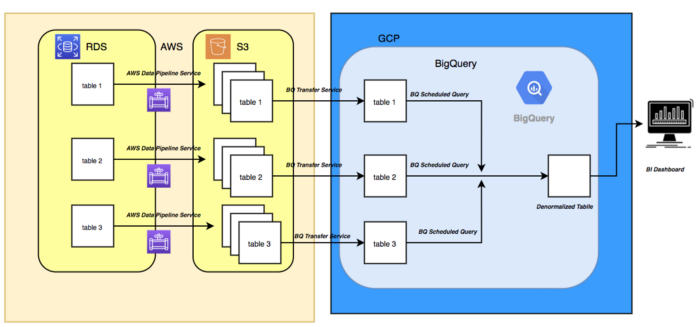 GCP
RDS
AWS
S3
BigQuery
AWS Data Pipeline Service
table 1
table 1
BQ Transfer Service
table 1
BQ Scheduled Query
BigQuery
AWS Data Pipeline Service
table 2
table 2
BQ Transfer Service
table 2
BQ Scheduled Query
BI Dashboard
Denormalized Tablle
AWS Data Pipeline Service
table 3
table 3
BQ Transfer Service
table 3
BQ Scheduled Query